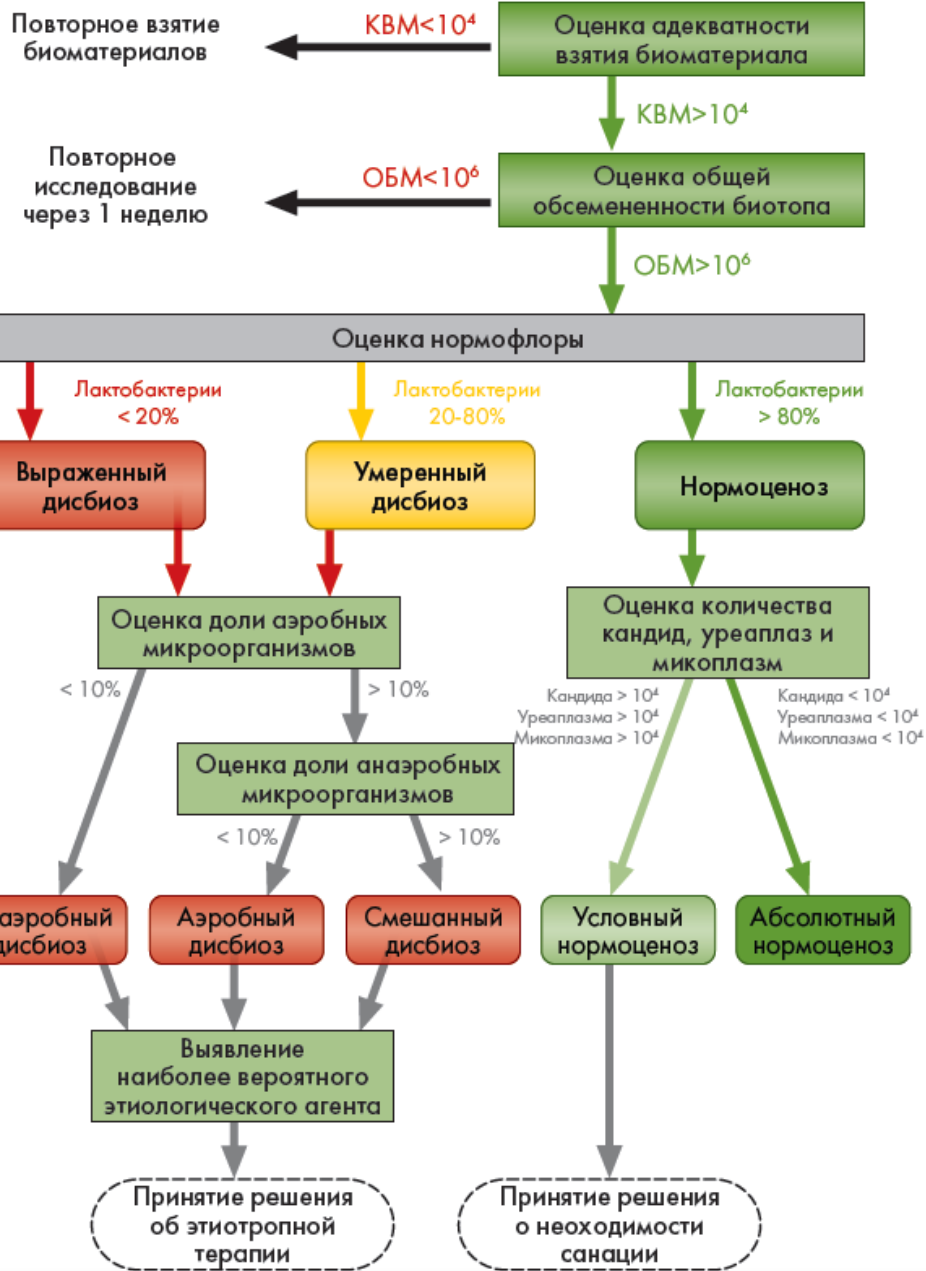 Повторное взятие
биоматериалов
КВМ<10⁴
Оценка адекватности
взятия биоматериала
КВМ>10⁴
Повторное
исследование
через 1 неделю
ОБМ<10⁶
Оценка общей
обсемененности биотопа
ОБМ>10⁶
Оценка нормофлоры
Лактобактерии
< 20%
Лактобактерии
20-80%
Лактобактерии
> 80%
Выраженный
дисбиоз
Умеренный
дисбиоз
Нормоценоз
Оценка доли аэробных
микроорганизмов
Оценка количества
кандид, уреаплаз и
микоплазм
< 10%
> 10%
Кандида > 10⁴
Уреаплазма > 10⁴
Микоплазма > 10⁴
Кандида < 10⁴
Уреаплазма < 10⁴
Микоплазма < 10⁴
Оценка доли анаэробных
микроорганизмов
< 10%
> 10%
аэробный
дисбиоз
Аэробный
дисбиоз
Смешанный
дисбиоз
Условный
нормоценоз
Абсолютный
нормоценоз
Выявление
наиболее вероятного
этиологического агента
Принятие решения
об этиотропной
терапии
Принятие решения
о неоходимости
санации